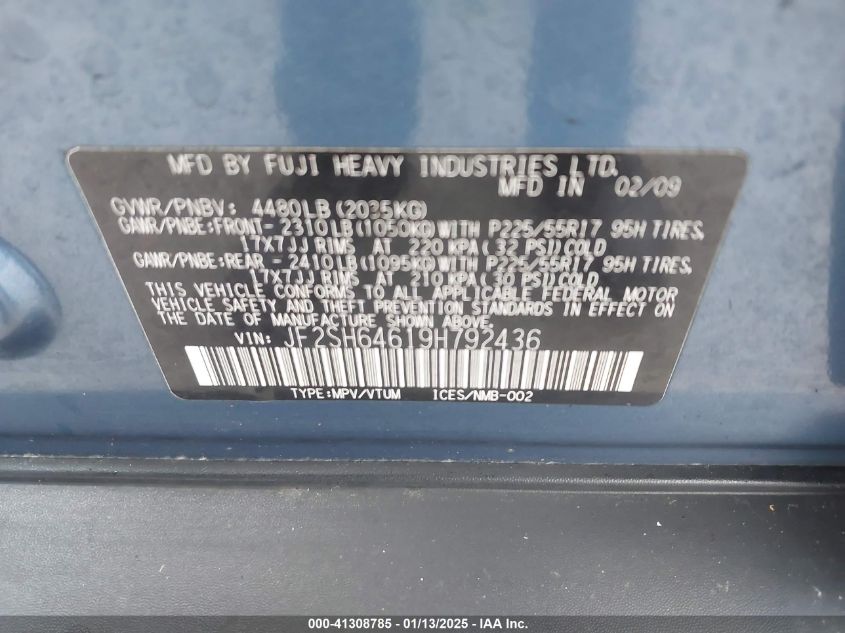 MFD BY FUJI HEAVY INDUSTRIES LTD.
MFD IN 02/09
GVWR/PNBV: 4480LB(2035KG)
GAWR/PNBE:FRONT- 2310LB(1050KG)WITH P225/55R17 95H TIRES,
17X7JJ RIMS AT 220KPA(32 PSI)COLD
GAWR/PNBE:REAR - 2410LB(1095KG)WITH P225/55R17 95H TIRES,
17X7JJ RIMS AT 210KPA(30 PSI)COLD
THIS VEHICLE CONFORMS TO ALL APPLICABLE FEDERAL MOTOR
VEHICLE SAFETY AND THEFT PREVENTION STANDARDS IN EFFECT ON
THE DATE OF MANUFACTURE SHOWN ABOVE.
VIN: JF2SH64619H792436
TYPE:MPV/VTUM ICES/NMB-002
000-41308785 - 01/13/2025 - IAA Inc.